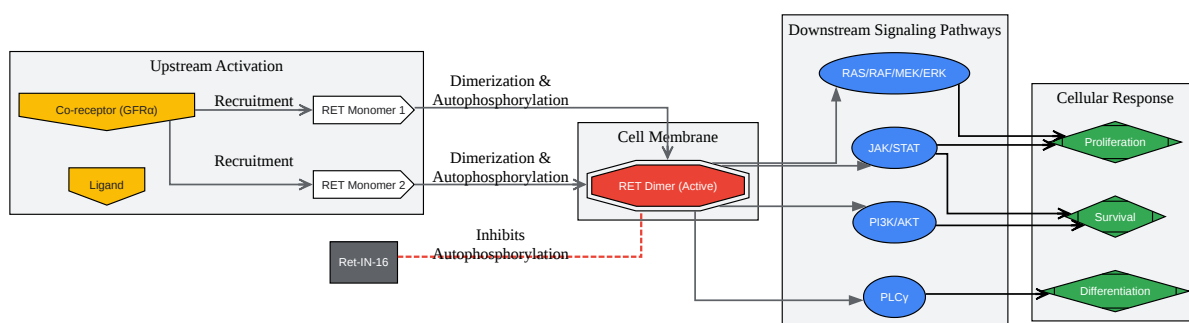 Upstream Activation
Co-receptor (GFRα)
Ligand
Recruitment
Recruitment
RET Monomer 1
RET Monomer 2
Dimerization &
Autophosphorylation
Dimerization &
Autophosphorylation
Ret-IN-16
Inhibits
Autophosphorylation
Cell Membrane
RET Dimer (Active)
Downstream Signaling Pathways
RAS/RAF/MEK/ERK
JAK/STAT
PI3K/AKT
PLCγ
Cellular Response
Proliferation
Survival
Differentiation